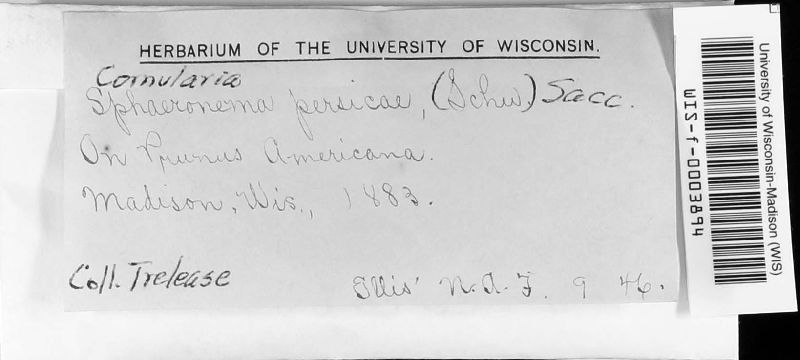 HERBARIUM OF THE UNIVERSITY OF WISCONSIN.
Cornularia
Sphaeronema persicae, (Schw.) Sacc.
On Prunus Americana.
Madison, Wis., 1883.
Coll. Trelease
Ellis' N.A.F. 946.
University of Wisconsin-Madison (WIS)
WIS-f-0003894